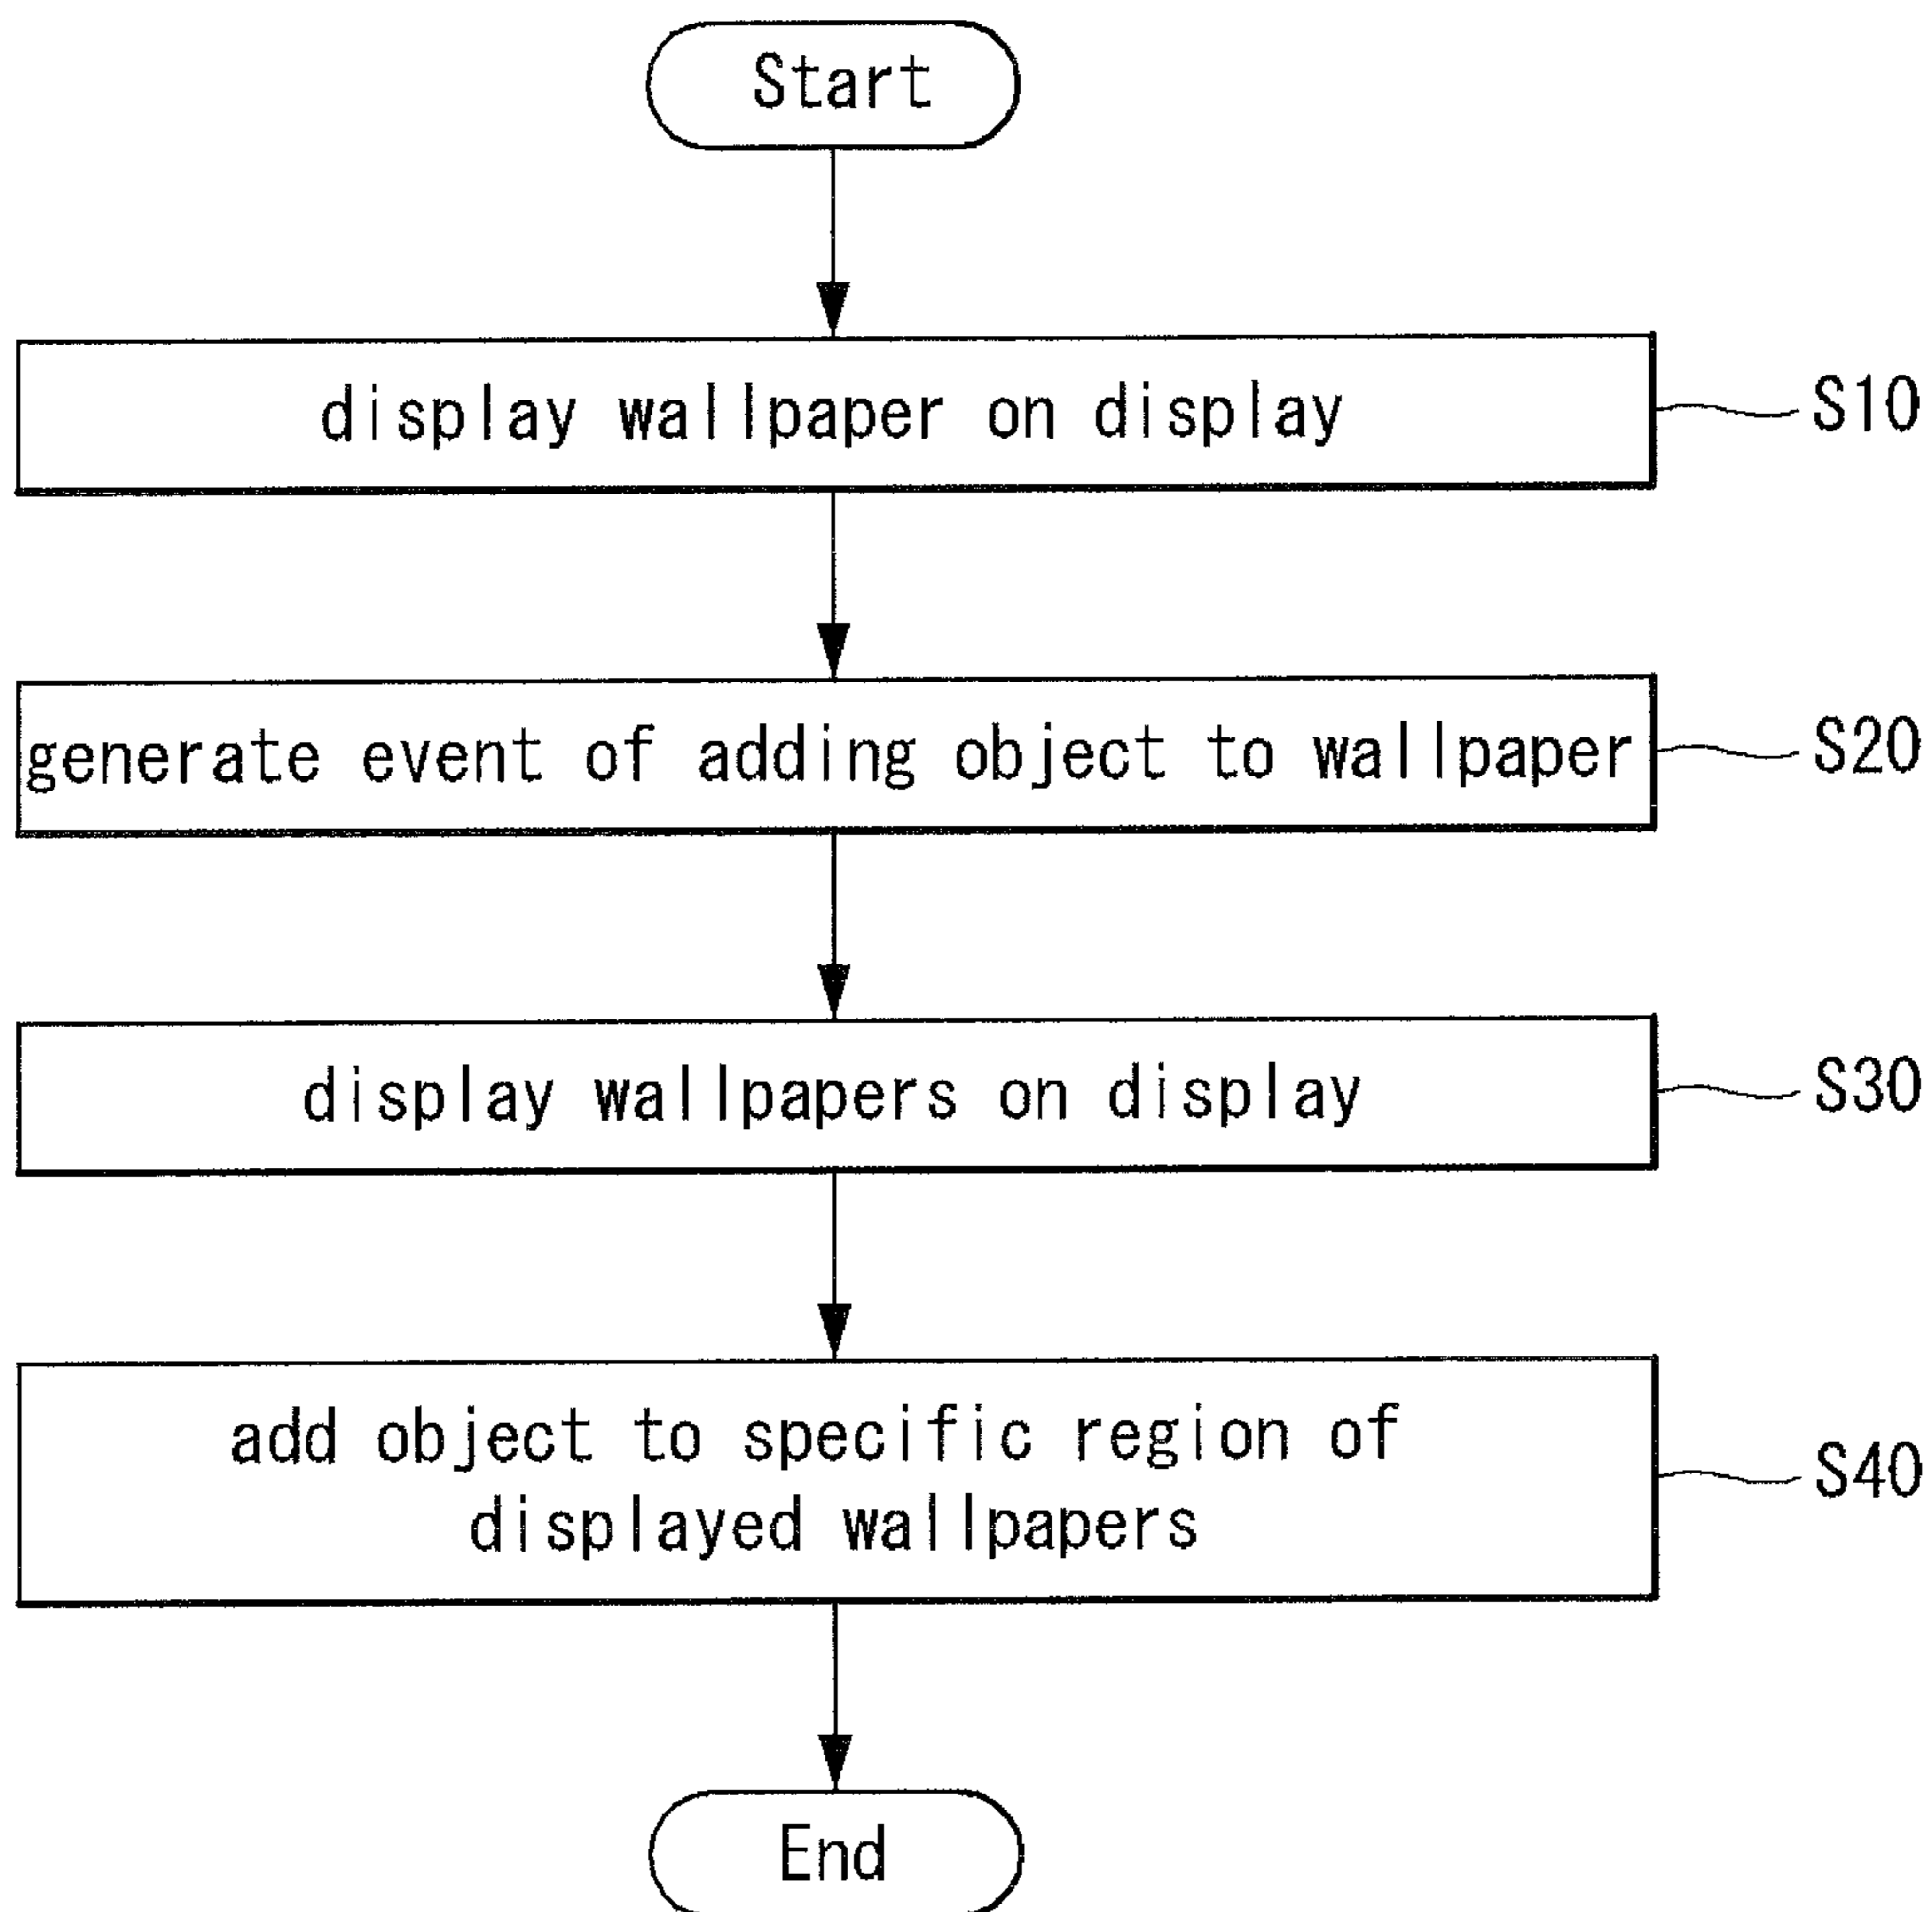 Start
display wallpaper on display
S10
generate event of adding object to wallpaper
S20
display wallpapers on display
S30
add object to specific region of
displayed wallpapers
S40
End